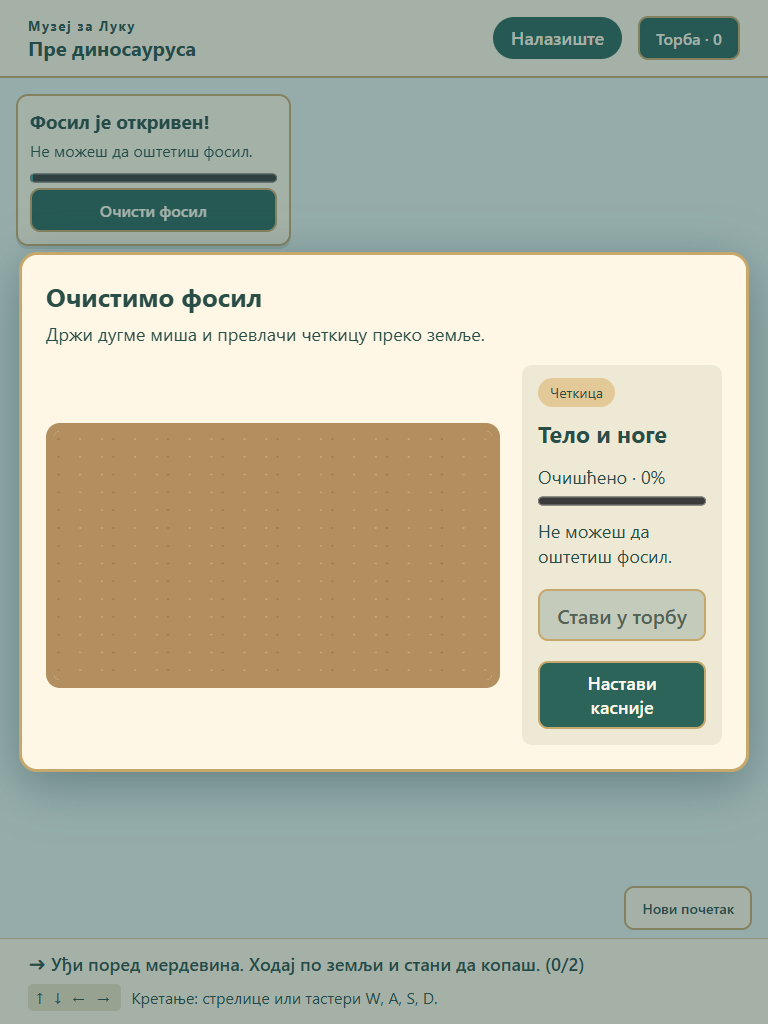 Музеј за Луку
Пре диносауруса
Налазиште
Торба · 0
Фосил је откривен!
Не можеш да оштетиш фосил.
Очисти фосил
Очистимо фосил
Држи дугме миша и превлачи четкицу преко земље.
Четкица
Тело и ноге
Очишћено · 0%
Не можеш да
оштетиш фосил.
Стави у торбу
Настави
касније
Нови почетак
→ Уђи поред мердевина. Ходај по земљи и стани да копаш. (0/2)
↑ ↓ ← → Кретање: стрелице или тастери W, A, S, D.